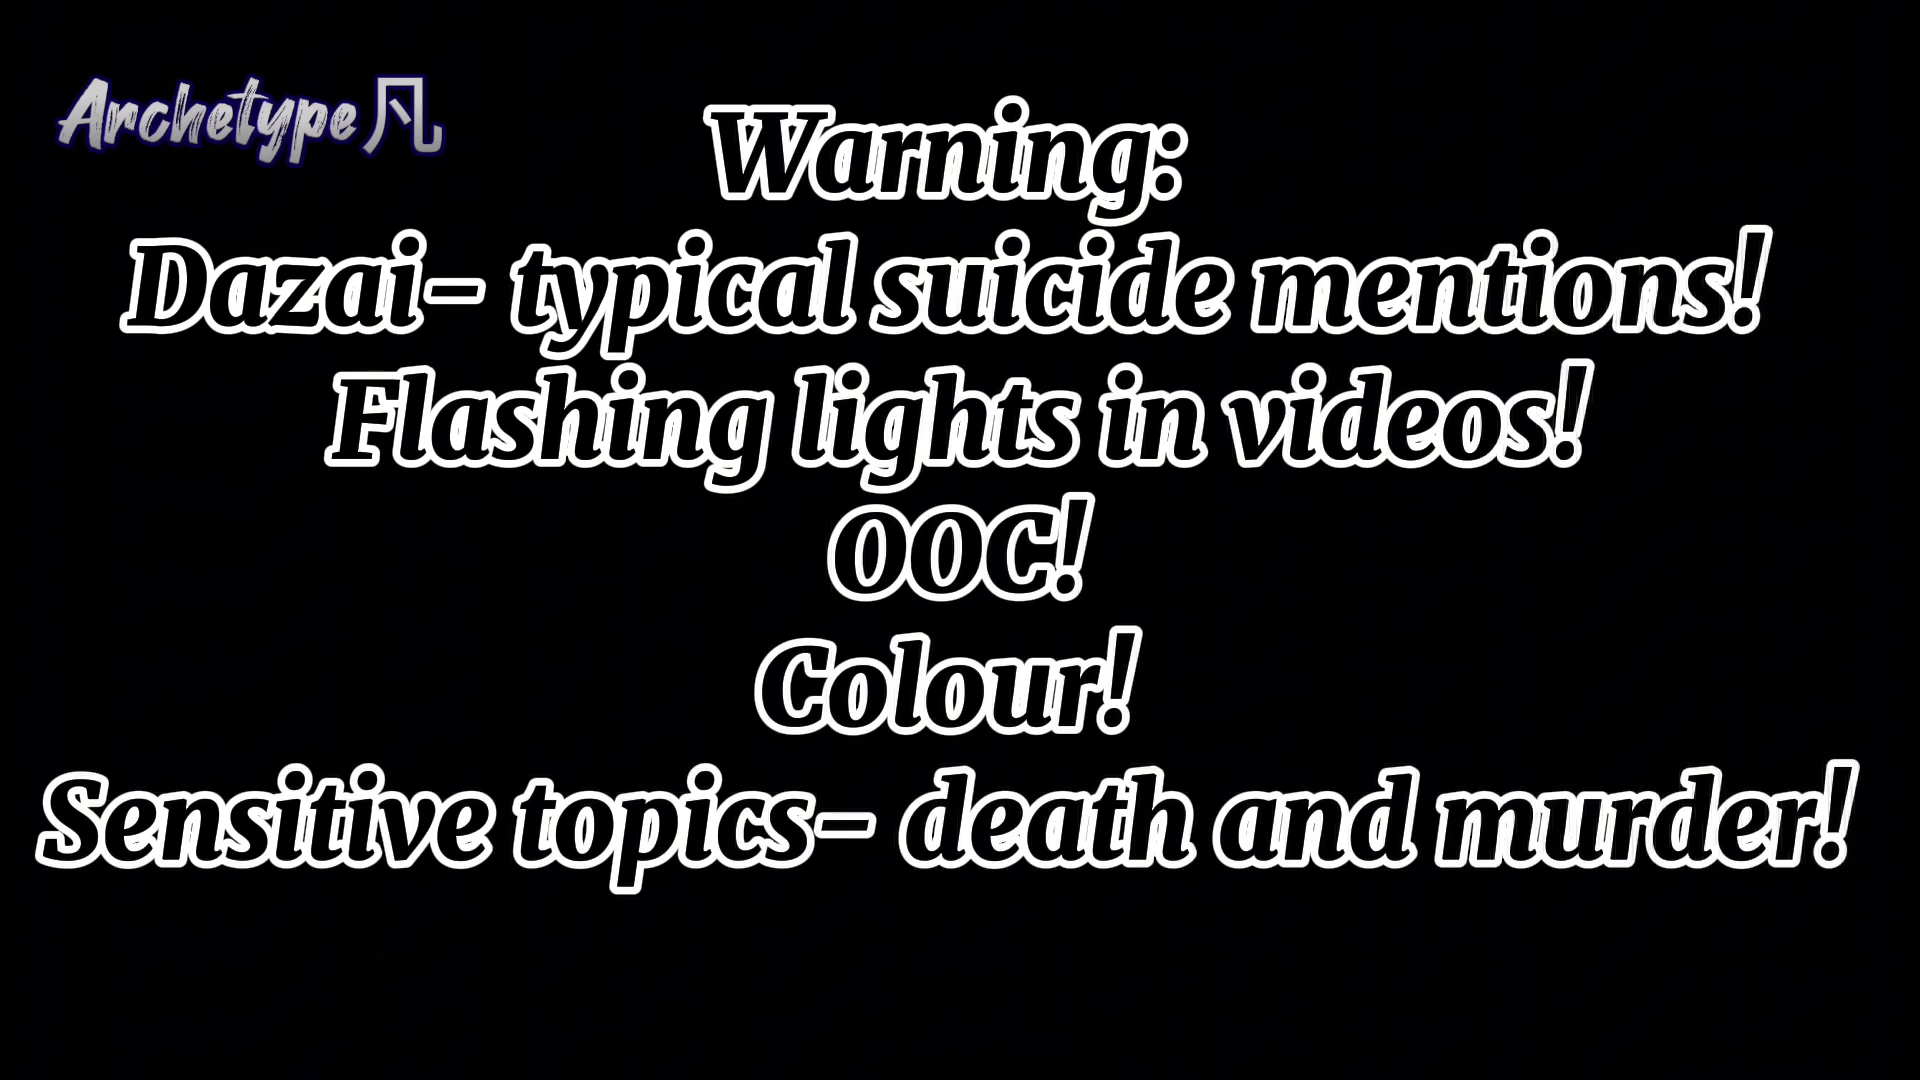 Archetype凡
Warning:
Dazai- typical suicide mentions!
Flashing lights in videos!
OOC!
Colour!
Sensitive topics- death and murder!